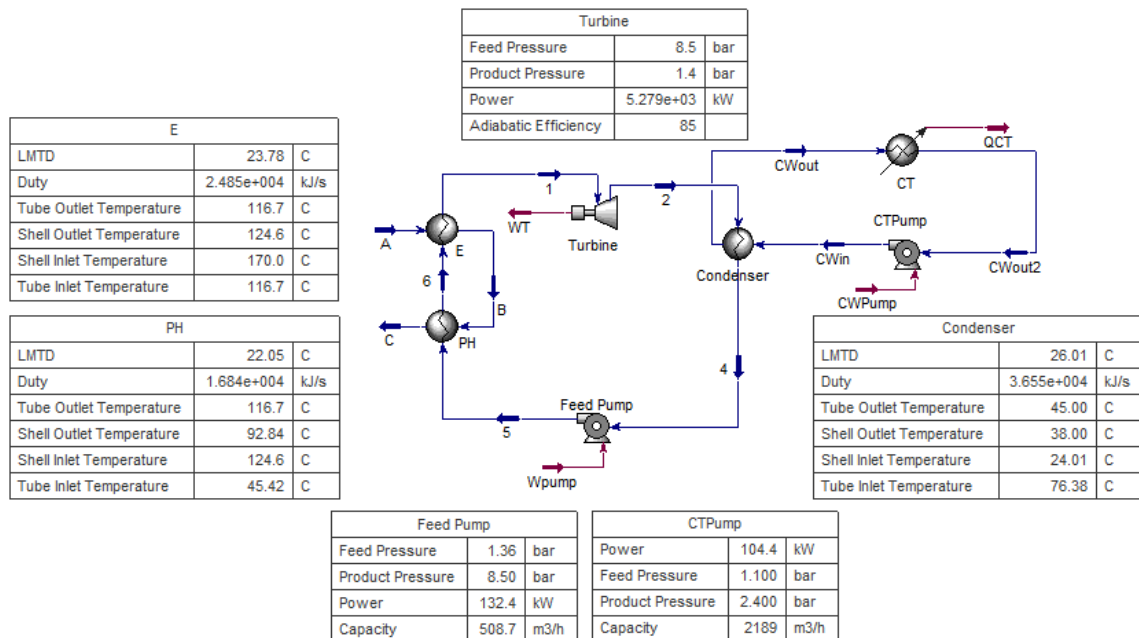 Turbine
Feed Pressure 8.5 bar
Product Pressure 1.4 bar
Power 5.279e+03 kW
Adiabatic Efficiency 85
E
LMTD 23.78 C
Duty 2.485e+004 kJ/s
Tube Outlet Temperature 116.7 C
Shell Outlet Temperature 124.6 C
Shell Inlet Temperature 170.0 C
Tube Inlet Temperature 116.7 C
CWout
QCT
CT
1
2
CTPump
WT
Turbine
A
E
Condenser
CWin
CWout2
6
B
CWPump
PH
LMTD 22.05 C
Duty 1.684e+004 kJ/s
Tube Outlet Temperature 116.7 C
Shell Outlet Temperature 92.84 C
Shell Inlet Temperature 124.6 C
Tube Inlet Temperature 45.42 C
C
PH
4
Feed Pump
5
Wpump
Condenser
LMTD 26.01 C
Duty 3.655e+004 kJ/s
Tube Outlet Temperature 45.00 C
Shell Outlet Temperature 38.00 C
Shell Inlet Temperature 24.01 C
Tube Inlet Temperature 76.38 C
Feed Pump
Feed Pressure 1.36 bar
Product Pressure 8.50 bar
Power 132.4 kW
Capacity 508.7 m3/h
CTPump
Power 104.4 kW
Feed Pressure 1.100 bar
Product Pressure 2.400 bar
Capacity 2189 m3/h